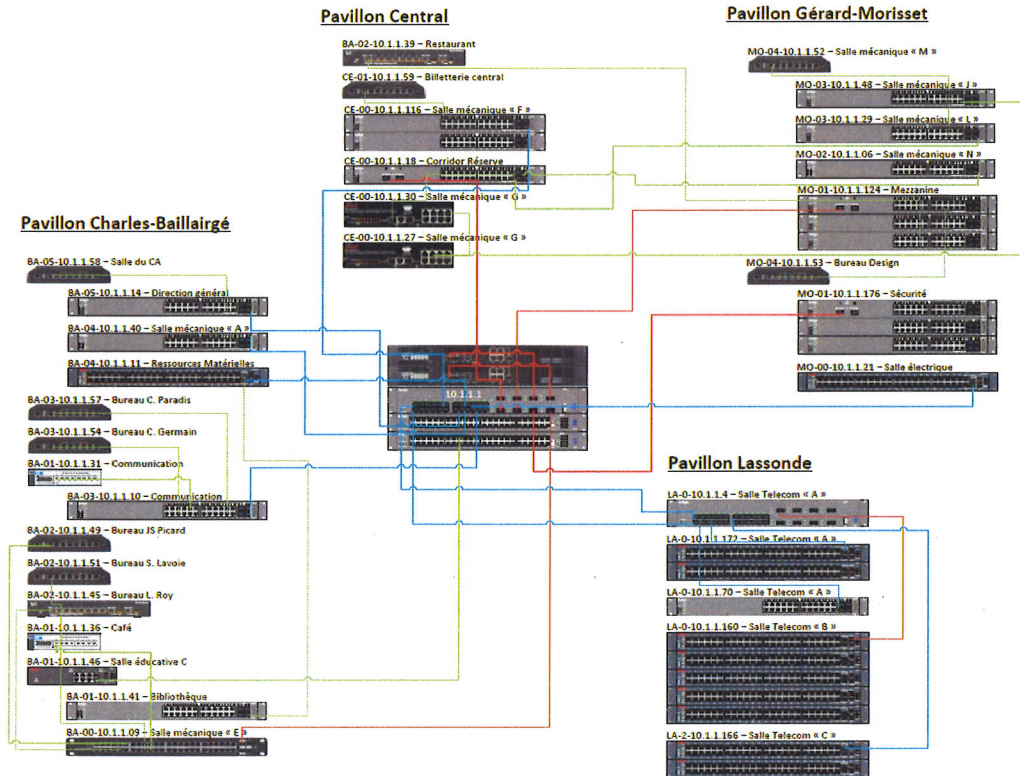 Pavillon Central
BA-02-10.1.1.39 – Restaurant
CE-01-10.1.1.59 – Billetterie central
CE-00-10.1.1.116 – Salle mécanique « F »
CE-00-10.1.1.18 – Corridor Réserve
CE-00-10.1.1.30 – Salle mécanique « G »
CE-00-10.1.1.27 – Salle mécanique « G »
Pavillon Gérard-Morisset
MO-04-10.1.1.52 – Salle mécanique « M »
MO-03-10.1.1.48 – Salle mécanique « J »
MO-03-10.1.1.29 – Salle mécanique « L »
MO-02-10.1.1.06 – Salle mécanique « N »
MO-01-10.1.1.124 – Mezzanine
MO-04-10.1.1.53 – Bureau Design
MO-01-10.1.1.176 – Sécurité
MO-00-10.1.1.21 – Salle électrique
Pavillon Charles-Baillairgé
BA-05-10.1.1.58 – Salle du CA
BA-05-10.1.1.14 – Direction général
BA-04-10.1.1.40 – Salle mécanique « A »
BA-04-10.1.1.11 – Ressources Matérielles
BA-03-10.1.1.57 – Bureau C. Paradis
BA-03-10.1.1.54 – Bureau C. Germain
BA-01-10.1.1.31 – Communication
BA-03-10.1.1.10 – Communication
BA-02-10.1.1.49 – Bureau JS Picard
BA-02-10.1.1.51 – Bureau S. Lavoie
BA-02-10.1.1.45 – Bureau L. Roy
BA-01-10.1.1.36 – Café
BA-01-10.1.1.46 – Salle éducative C
BA-01-10.1.1.41 – Bibliothèque
BA-00-10.1.1.09 – Salle mécanique « E »
Sense
Sense
10.1.1.1
Pavillon Lassonde
LA-0-10.1.1.4 – Salle Telecom « A »
LA-0-10.1.1.172 – Salle Telecom « A »
LA-0-10.1.1.70 – Salle Telecom « A »
LA-0-10.1.1.160 – Salle Telecom « B »
LA-2-10.1.1.166 – Salle Telecom « C »